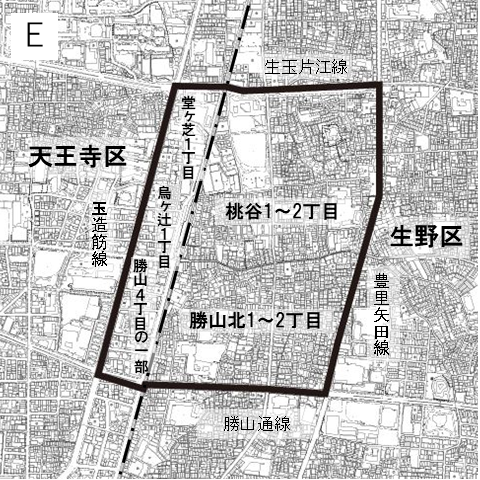 E
生玉片江線
堂ヶ芝1丁目
天王寺区
烏ヶ辻1丁目
玉造筋線
桃谷1～2丁目
生野区
勝山4丁目の一部
豊里矢田線
勝山北1～2丁目
勝山通線